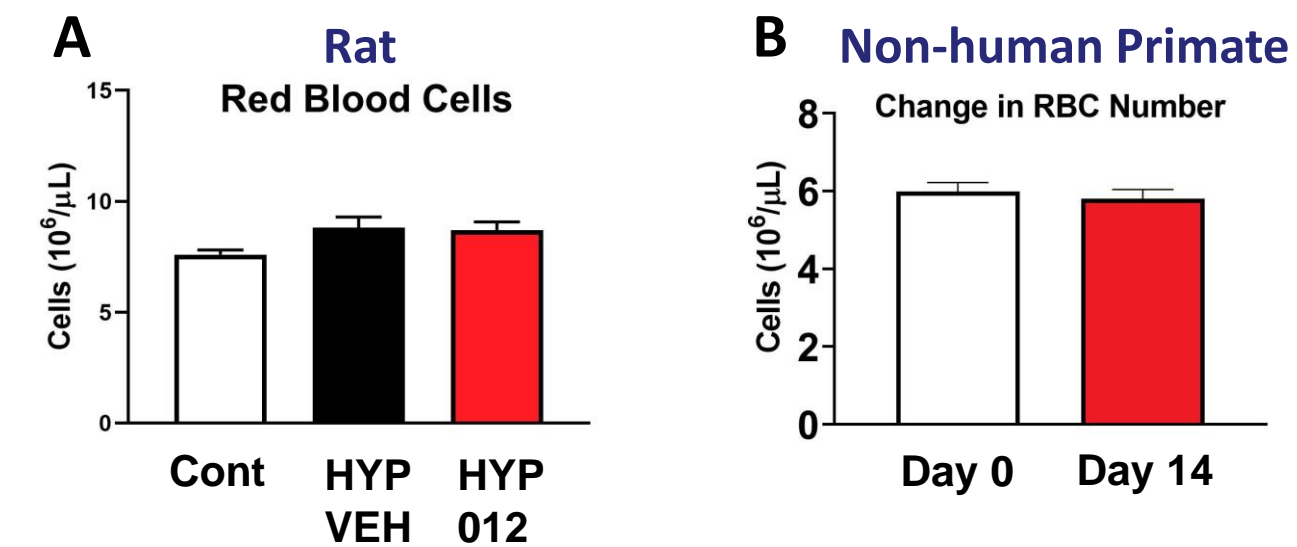 A
Rat
Red Blood Cells
15
10
5
0
Cells (10⁶/μL)
Cont
HYP
VEH
HYP
012
B
Non-human Primate
Change in RBC Number
8
6
4
2
0
Cells (10⁶/μL)
Day 0
Day 14